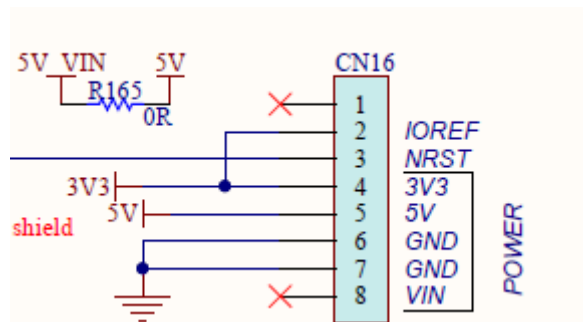 5V_VIN 5V CN16
R165
0R
1
2 IOREF
3 NRST
3V3 4 3V3
5V 5 5V
shield
6 GND
7 GND
8 VIN
POWER